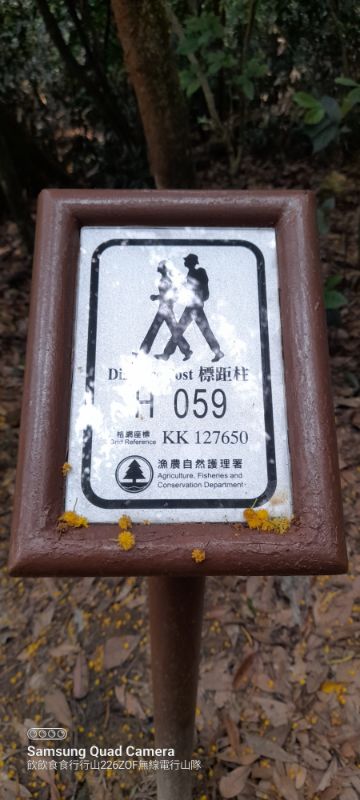 Distance Post 標距柱
H 059
格網座標
Grid Reference
KK 127650
漁農自然護理署
Agriculture, Fisheries and
Conservation Department
Samsung Quad Camera
飲飲食食行行山226ZOF無線電行山隊